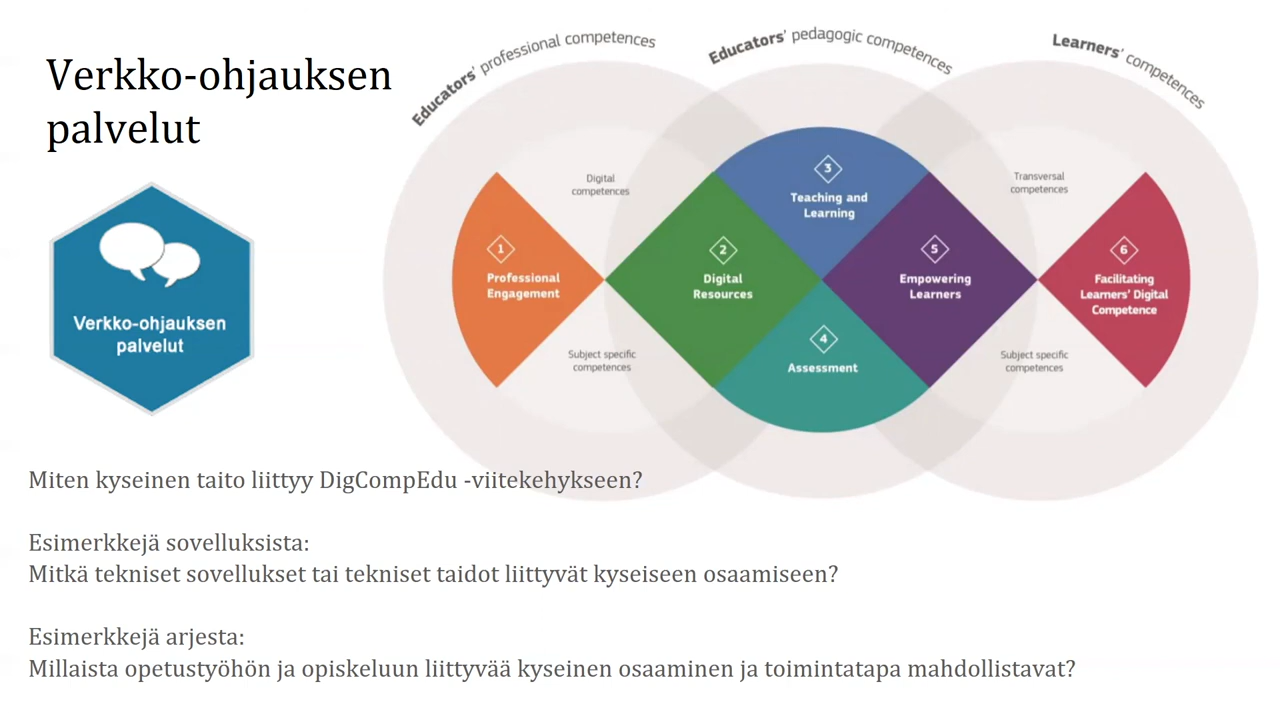 Verkko-ohjauksen
palvelut
Verkko-ohjauksen
palvelut
Educators' professional competences
Educators' pedagogic competences
Learners' competences
Digital
competences
Transversal
competences
1
Professional
Engagement
2
Digital
Resources
3
Teaching and
Learning
4
Assessment
5
Empowering
Learners
6
Facilitating
Learners' Digital
Competence
Subject specific
competences
Subject specific
competences
Miten kyseinen taito liittyy DigCompEdu -viitekehykseen?
Esimerkkejä sovelluksista:
Mitkä tekniset sovellukset tai tekniset taidot liittyvät kyseiseen osaamiseen?
Esimerkkejä arjesta:
Millaista opetustyöhön ja opiskeluun liittyvää kyseinen osaaminen ja toimintatapa mahdollistavat?